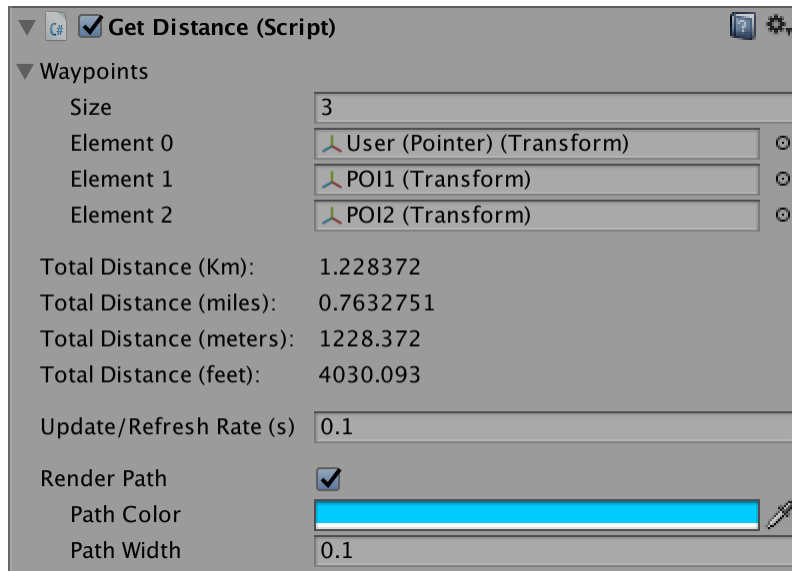 C# Get Distance (Script)
Waypoints
Size 3
Element 0 User (Pointer) (Transform)
Element 1 POI1 (Transform)
Element 2 POI2 (Transform)
Total Distance (Km): 1.228372
Total Distance (miles): 0.7632751
Total Distance (meters): 1228.372
Total Distance (feet): 4030.093
Update/Refresh Rate (s) 0.1
Render Path
Path Color
Path Width 0.1